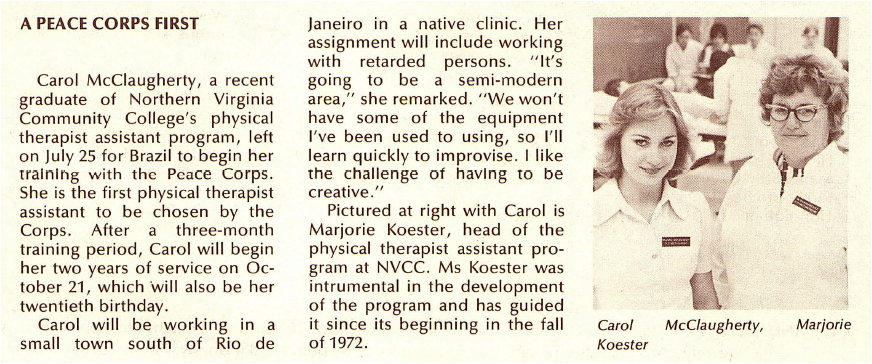 A PEACE CORPS FIRST
Carol McClaugherty, a recent
graduate of Northern Virginia
Community College's physical
therapist assistant program, left
on July 25 for Brazil to begin her
training with the Peace Corps.
She is the first physical therapist
assistant to be chosen by the
Corps. After a three-month
training period, Carol will begin
her two years of service on Oc-
tober 21, which will also be her
twentieth birthday.
Carol will be working in a
small town south of Rio de
Janeiro in a native clinic. Her
assignment will include working
with retarded persons. "It's
going to be a semi-modern
area," she remarked. "We won't
have some of the equipment
I've been used to using, so I'll
learn quickly to improvise. I like
the challenge of having to be
creative."
Pictured at right with Carol is
Marjorie Koester, head of the
physical therapist assistant pro-
gram at NVCC. Ms Koester was
intrumental in the development
of the program and has guided
it since its beginning in the fall
of 1972.
Carol McClaugherty, Marjorie
Koester